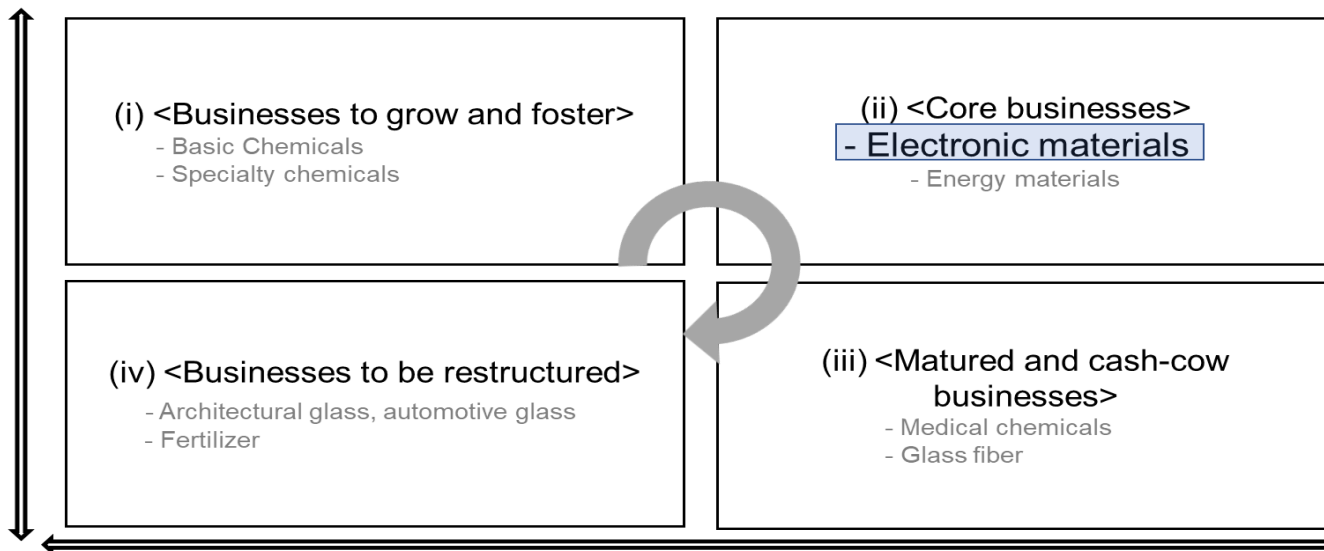 (i) <Businesses to grow and foster>
- Basic Chemicals
- Specialty chemicals
(ii) <Core businesses>
- Electronic materials
- Energy materials
(iv) <Businesses to be restructured>
- Architectural glass, automotive glass
- Fertilizer
(iii) <Matured and cash-cow
businesses>
- Medical chemicals
- Glass fiber